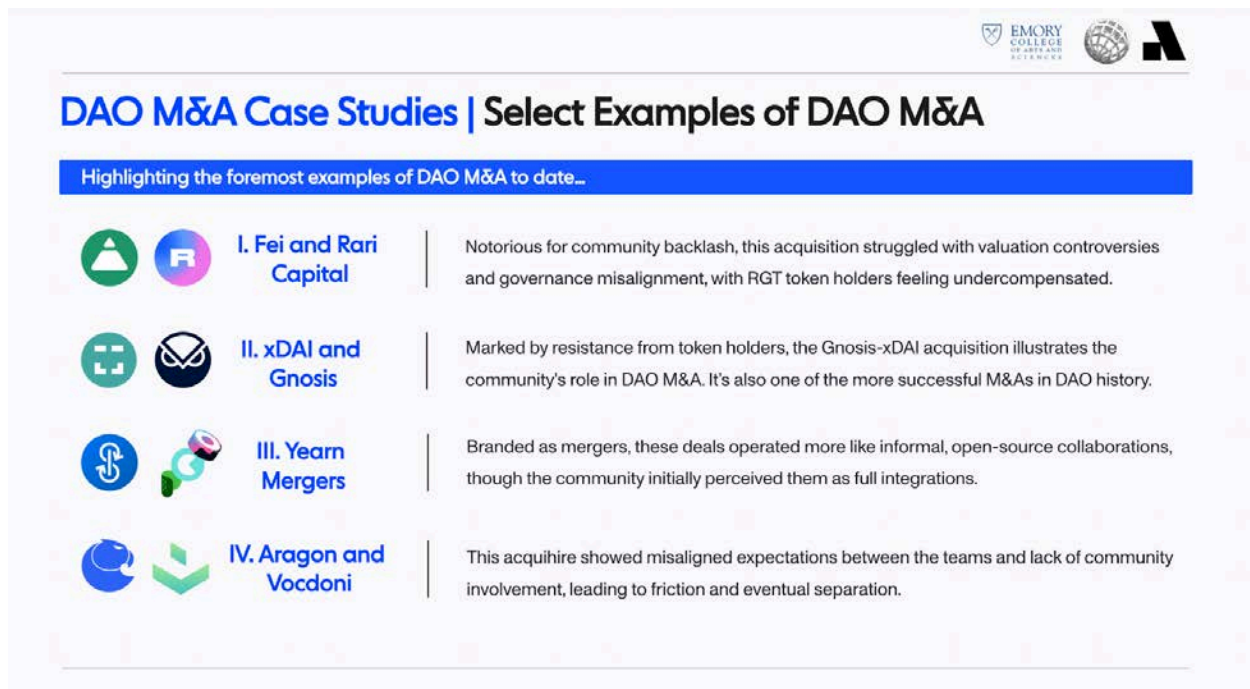 EMORY
COLLEGE
OF ARTS AND
SCIENCES
DAO M&A Case Studies | Select Examples of DAO M&A
Highlighting the foremost examples of DAO M&A to date...
I. Fei and Rari
Capital
Notorious for community backlash, this acquisition struggled with valuation controversies
and governance misalignment, with RGT token holders feeling undercompensated.
II. xDAI and
Gnosis
Marked by resistance from token holders, the Gnosis-xDAI acquisition illustrates the
community's role in DAO M&A. It's also one of the more successful M&As in DAO history.
III. Yearn
Mergers
Branded as mergers, these deals operated more like informal, open-source collaborations,
though the community initially perceived them as full integrations.
IV. Aragon and
Vocdoni
This acquihire showed misaligned expectations between the teams and lack of community
involvement, leading to friction and eventual separation.